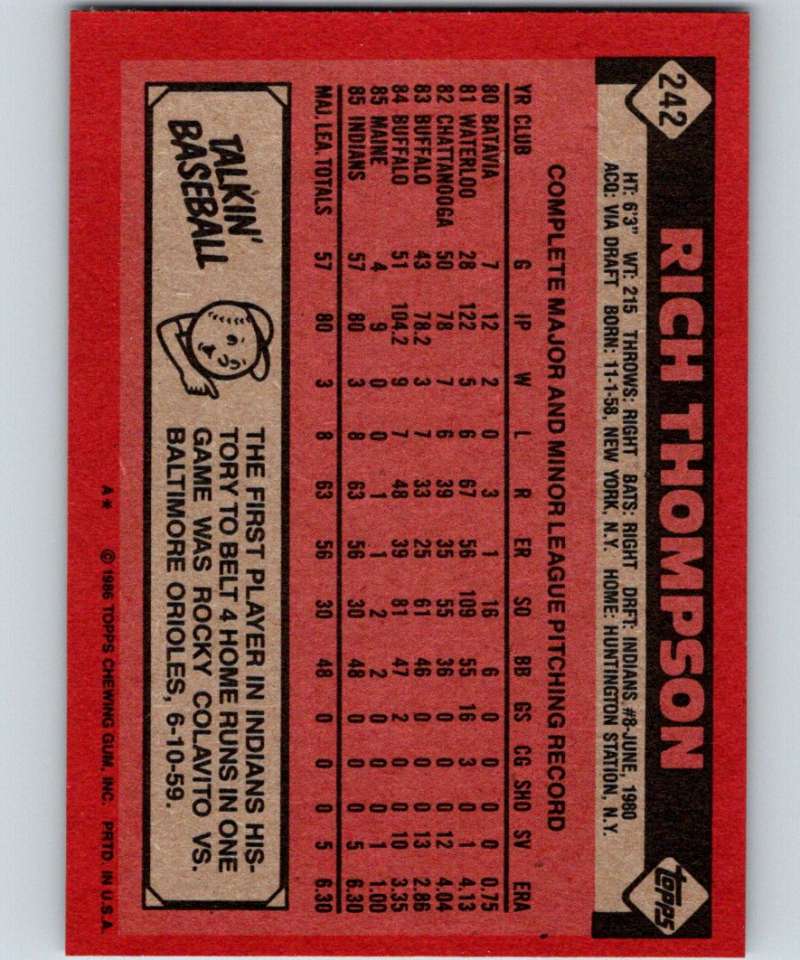 242
RICH THOMPSON
topps
HT: 6'3" WT: 215 THROWS: RIGHT BATS: RIGHT DRFT: INDIANS #8-JUNE, 1980
ACQ: VIA DRAFT BORN: 11-1-58, NEW YORK, N.Y. HOME: HUNTINGTON STATION, N.Y.
COMPLETE MAJOR AND MINOR LEAGUE PITCHING RECORD
YR CLUB G IP W L R ER SO BB GS CG SHO SV ERA
80 BATAVIA 7 12 2 0 3 1 16 6 0 0 0 0 0.75
81 WATERLOO 28 122 5 6 67 56 109 55 16 3 0 1 4.13
82 CHATTANOOGA 50 78 7 6 39 35 55 36 0 0 0 12 4.04
83 BUFFALO 43 78.2 3 7 33 25 61 46 0 0 0 13 2.86
84 BUFFALO 51 104.2 9 7 48 39 81 47 2 0 0 10 3.35
85 MAINE 4 9 0 0 1 1 2 2 0 0 0 1 1.00
85 INDIANS 57 80 3 8 63 56 30 48 0 0 0 5 6.30
MAJ. LEA. TOTALS 57 80 3 8 63 56 30 48 0 0 0 5 6.30
TALKIN'
BASEBALL
THE FIRST PLAYER IN INDIANS HIS-
TORY TO BELT 4 HOME RUNS IN ONE
GAME WAS ROCKY COLAVITO VS.
BALTIMORE ORIOLES, 6-10-59.
A* © 1986 TOPPS CHEWING GUM, INC. PRTD. IN U.S.A.